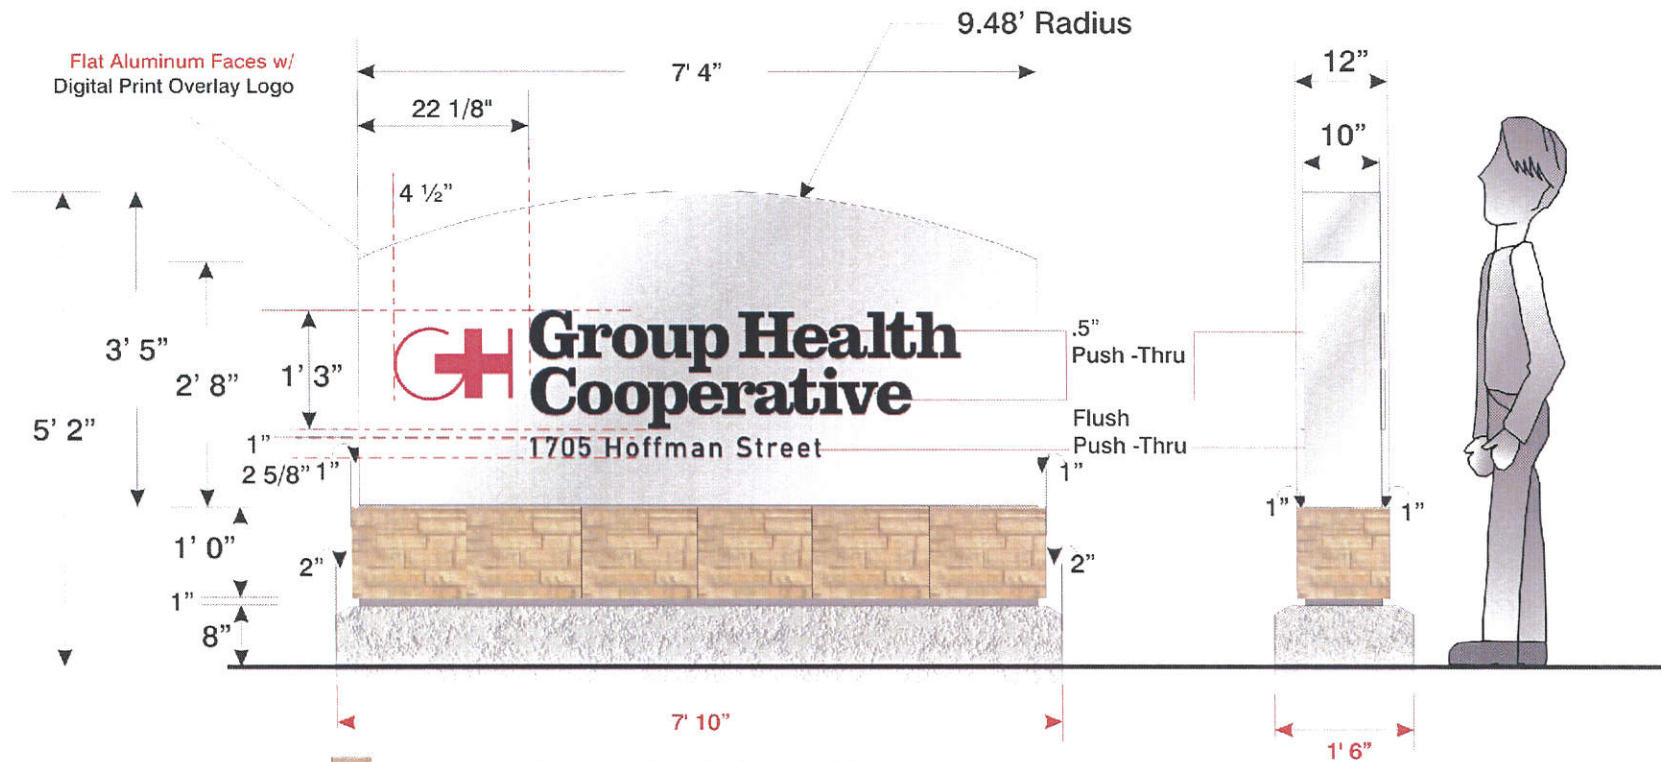 9.48’ Radius
Flat Aluminum Faces w/
Digital Print Overlay Logo
7' 4”
12”
22 1/8"
10”
4 ½”
3’ 5”
2’ 8”
1’ 3”
5’ 2”
GH
Group Health
Cooperative
1705 Hoffman Street
.5”
Push -Thru
Flush
Push -Thru
1”
2 5/8” 1”
1”
1”
1”
1’ 0”
2”
2”
1”
8”
7' 10”
1' 6”